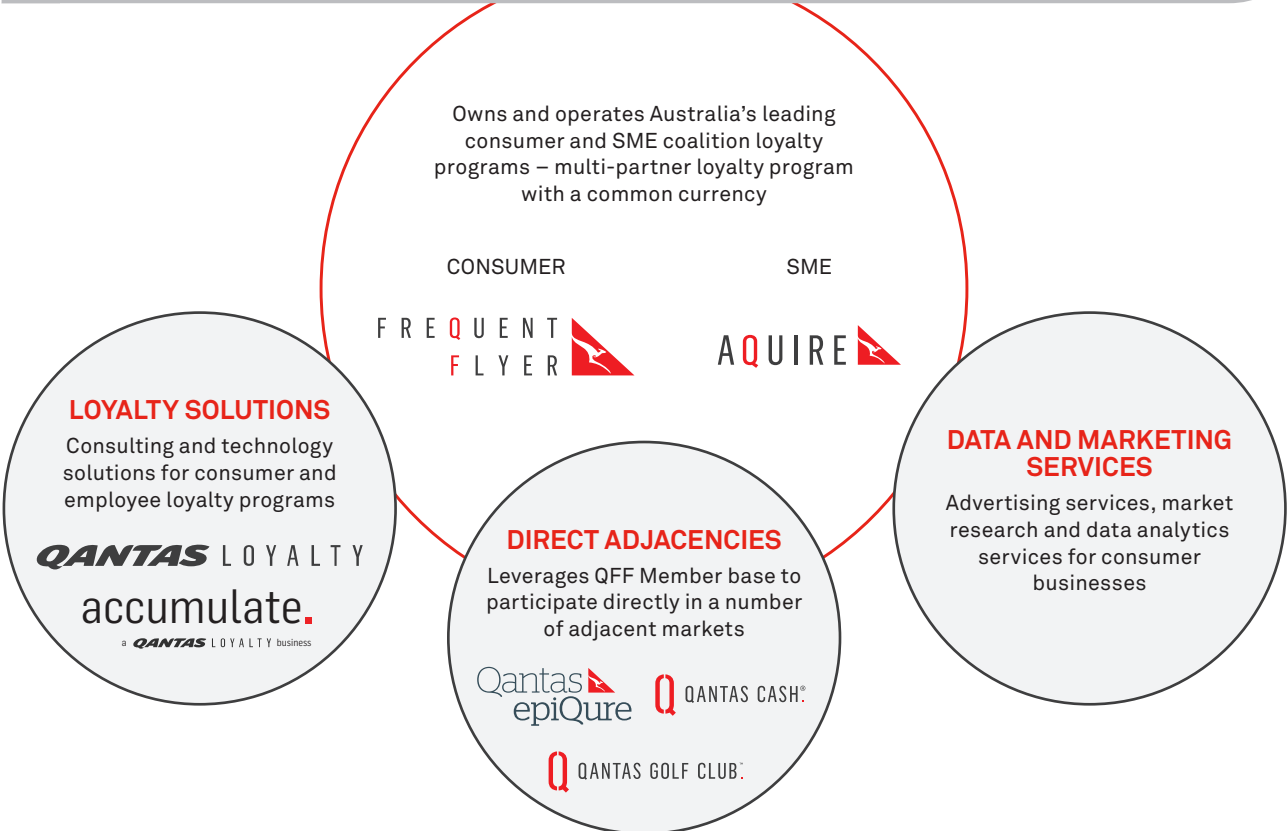 Owns and operates Australia's leading
consumer and SME coalition loyalty
programs – multi-partner loyalty program
with a common currency
CONSUMER
SME
FREQUENT
FLYER
AQUIRE
LOYALTY SOLUTIONS
Consulting and technology
solutions for consumer and
employee loyalty programs
QANTAS LOYALTY
accumulate.
a QANTAS LOYALTY business
DIRECT ADJACENCIES
Leverages QFF Member base to
participate directly in a number
of adjacent markets
Qantas
epiQure
QANTAS CASH®
QANTAS GOLF CLUB™
DATA AND MARKETING
SERVICES
Advertising services, market
research and data analytics
services for consumer
businesses